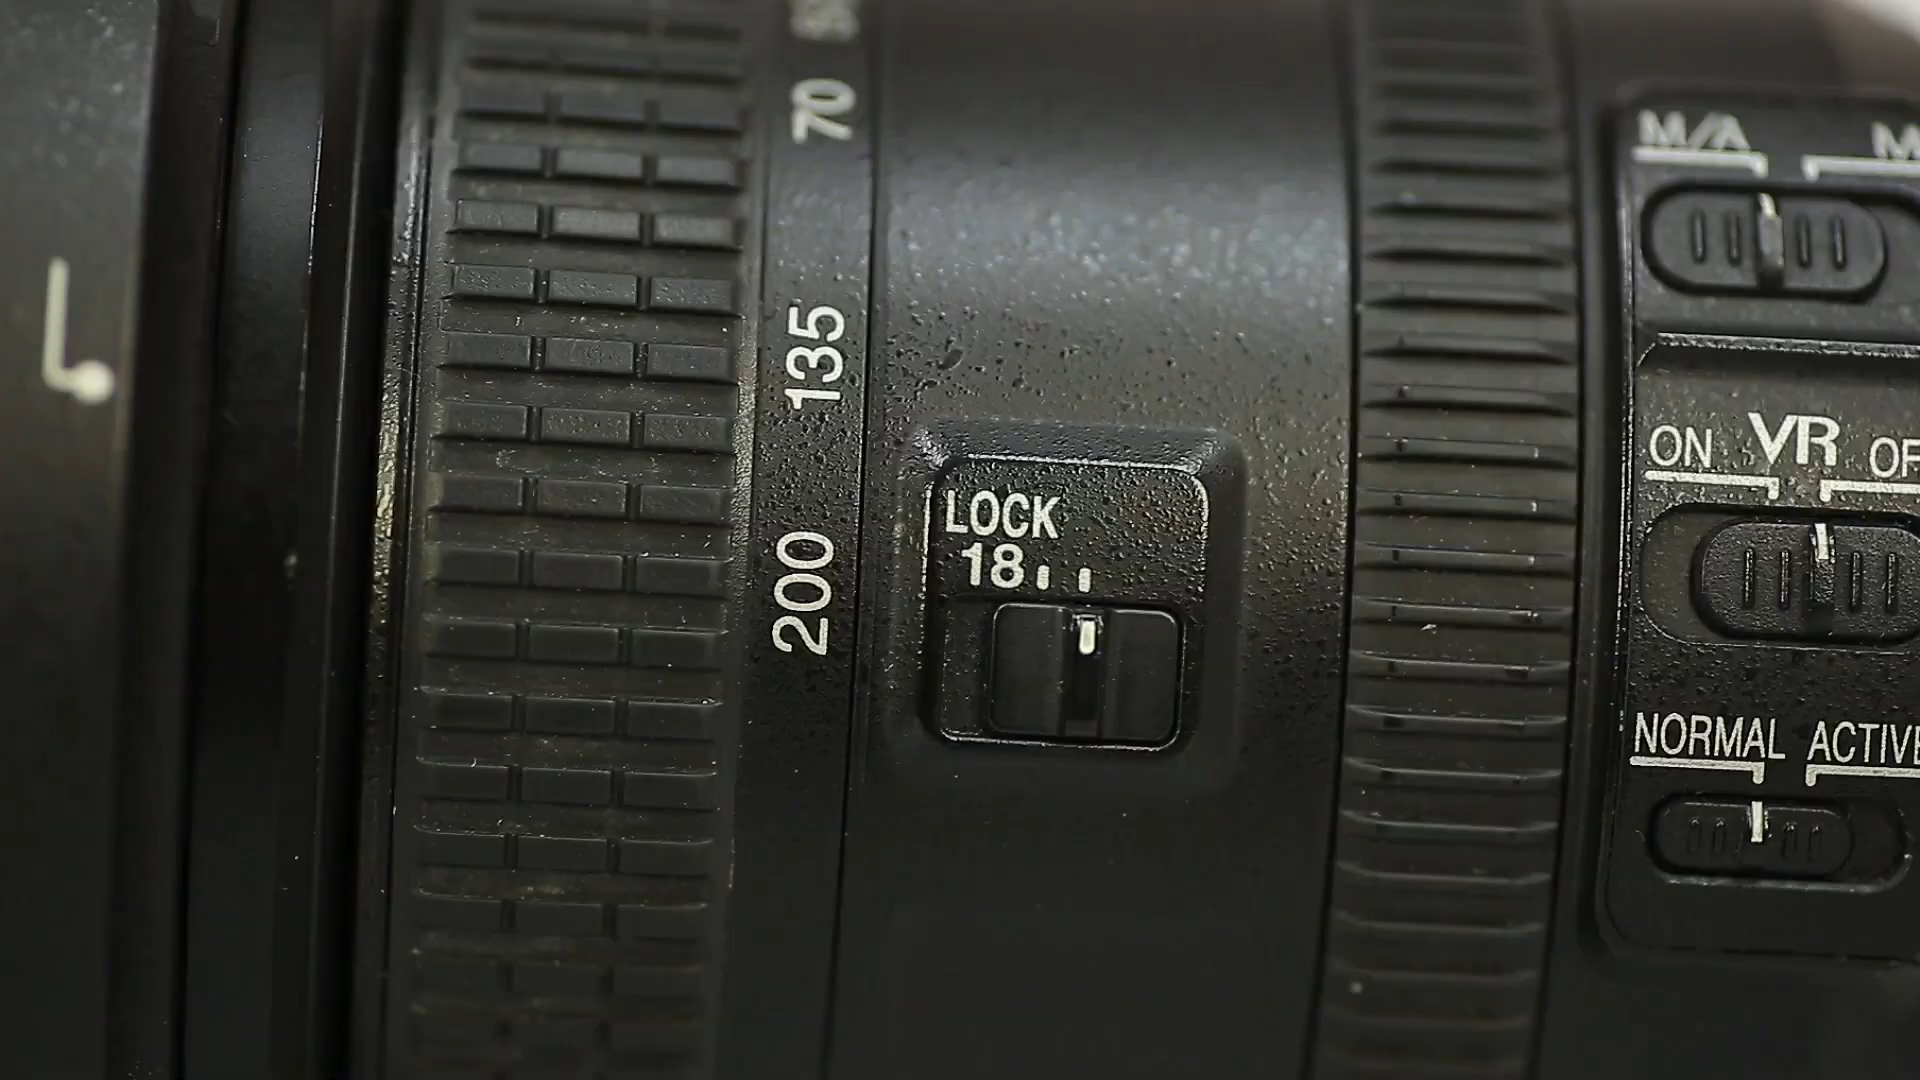 70
135
200
LOCK
18
M/A M
ON VR OF
NORMAL ACTIVE